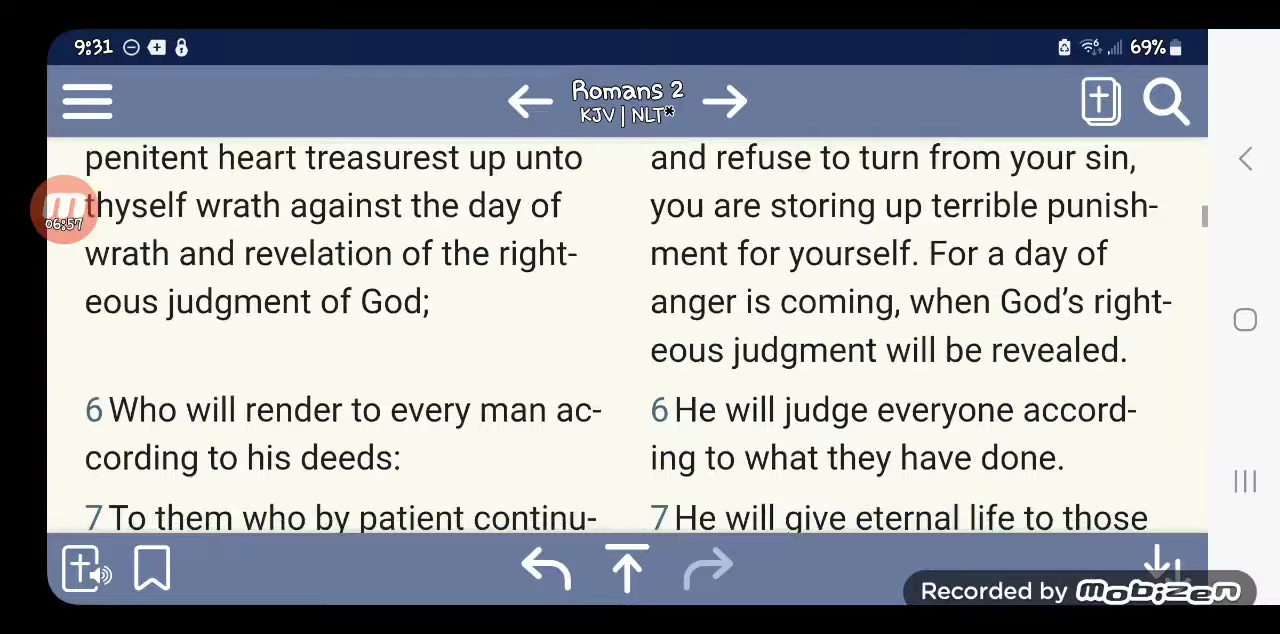 9:31
69%
Romans 2
KJV | NLT*
penitent heart treasurest up unto
thyself wrath against the day of
wrath and revelation of the right-
eous judgment of God;
6 Who will render to every man ac-
cording to his deeds:
7 To them who by patient continu-
and refuse to turn from your sin,
you are storing up terrible punish-
ment for yourself. For a day of
anger is coming, when God’s right-
eous judgment will be revealed.
6 He will judge everyone accord-
ing to what they have done.
7 He will give eternal life to those
06:57
Recorded by mobizen